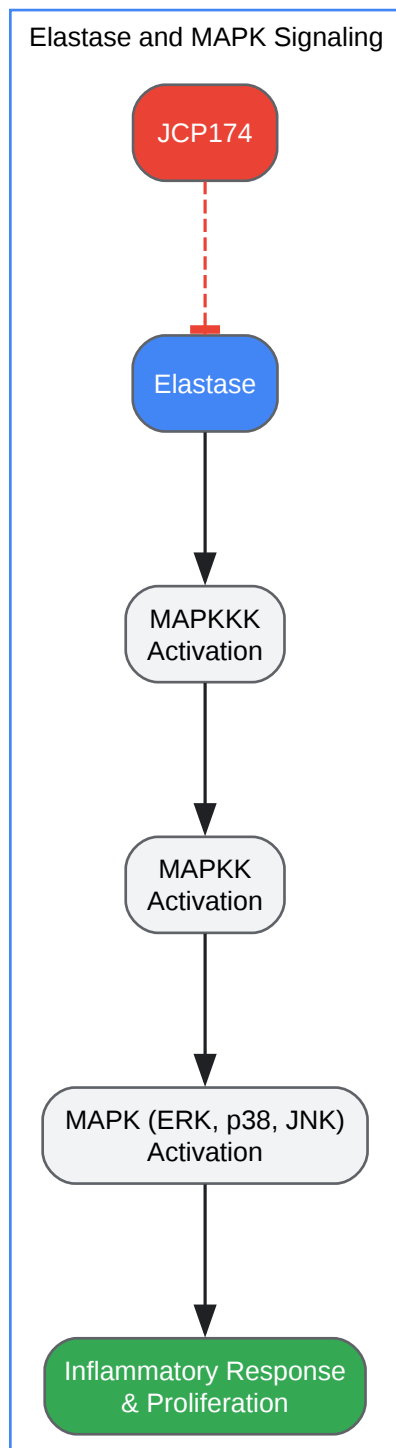 Elastase and MAPK Signaling
JCP174
Elastase
MAPKKK
Activation
MAPKK
Activation
MAPK (ERK, p38, JNK)
Activation
Inflammatory Response
& Proliferation